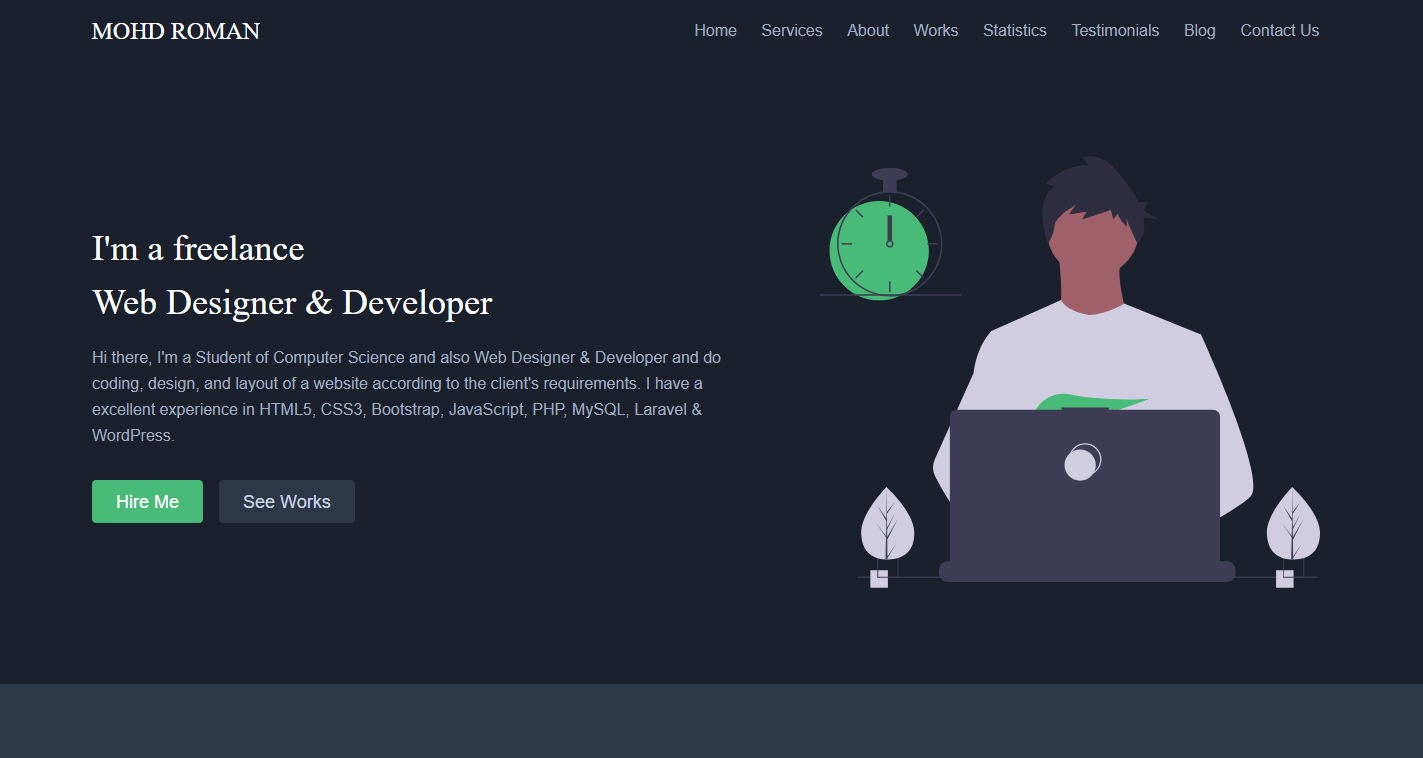 MOHD ROMAN
Home Services About Works Statistics Testimonials Blog Contact Us
I'm a freelance
Web Designer & Developer
Hi there, I'm a Student of Computer Science and also Web Designer & Developer and do
coding, design, and layout of a website according to the client's requirements. I have a
excellent experience in HTML5, CSS3, Bootstrap, JavaScript, PHP, MySQL, Laravel &
WordPress.
Hire Me See Works